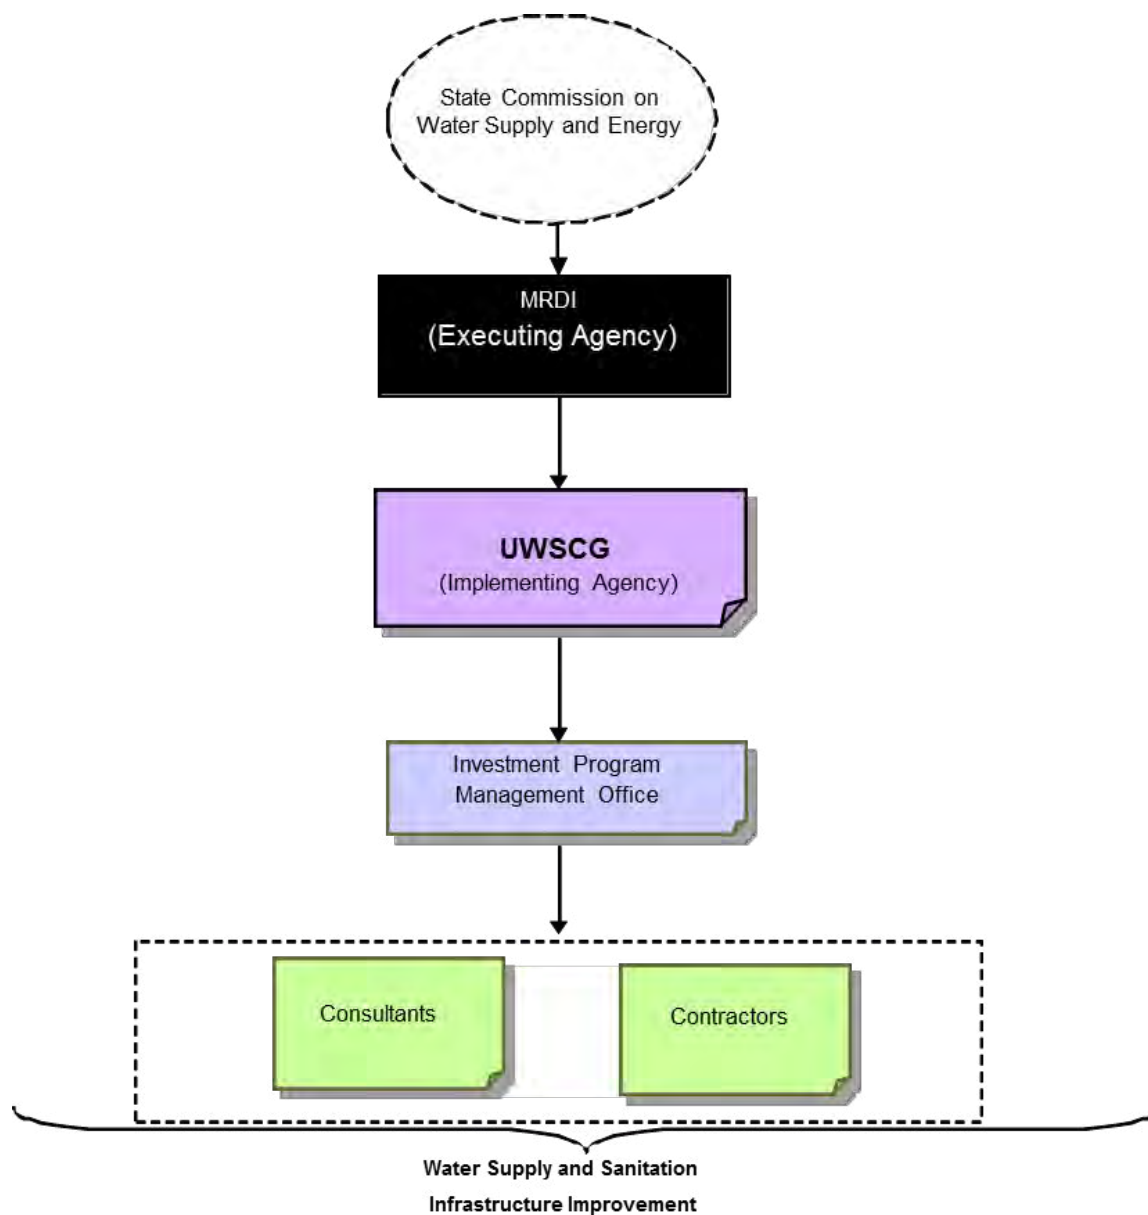 State Commission on
Water Supply and Energy
MRDI
(Executing Agency)
UWSCG
(Implementing Agency)
Investment Program
Management Office
Consultants
Contractors
Water Supply and Sanitation
Infrastructure Improvement